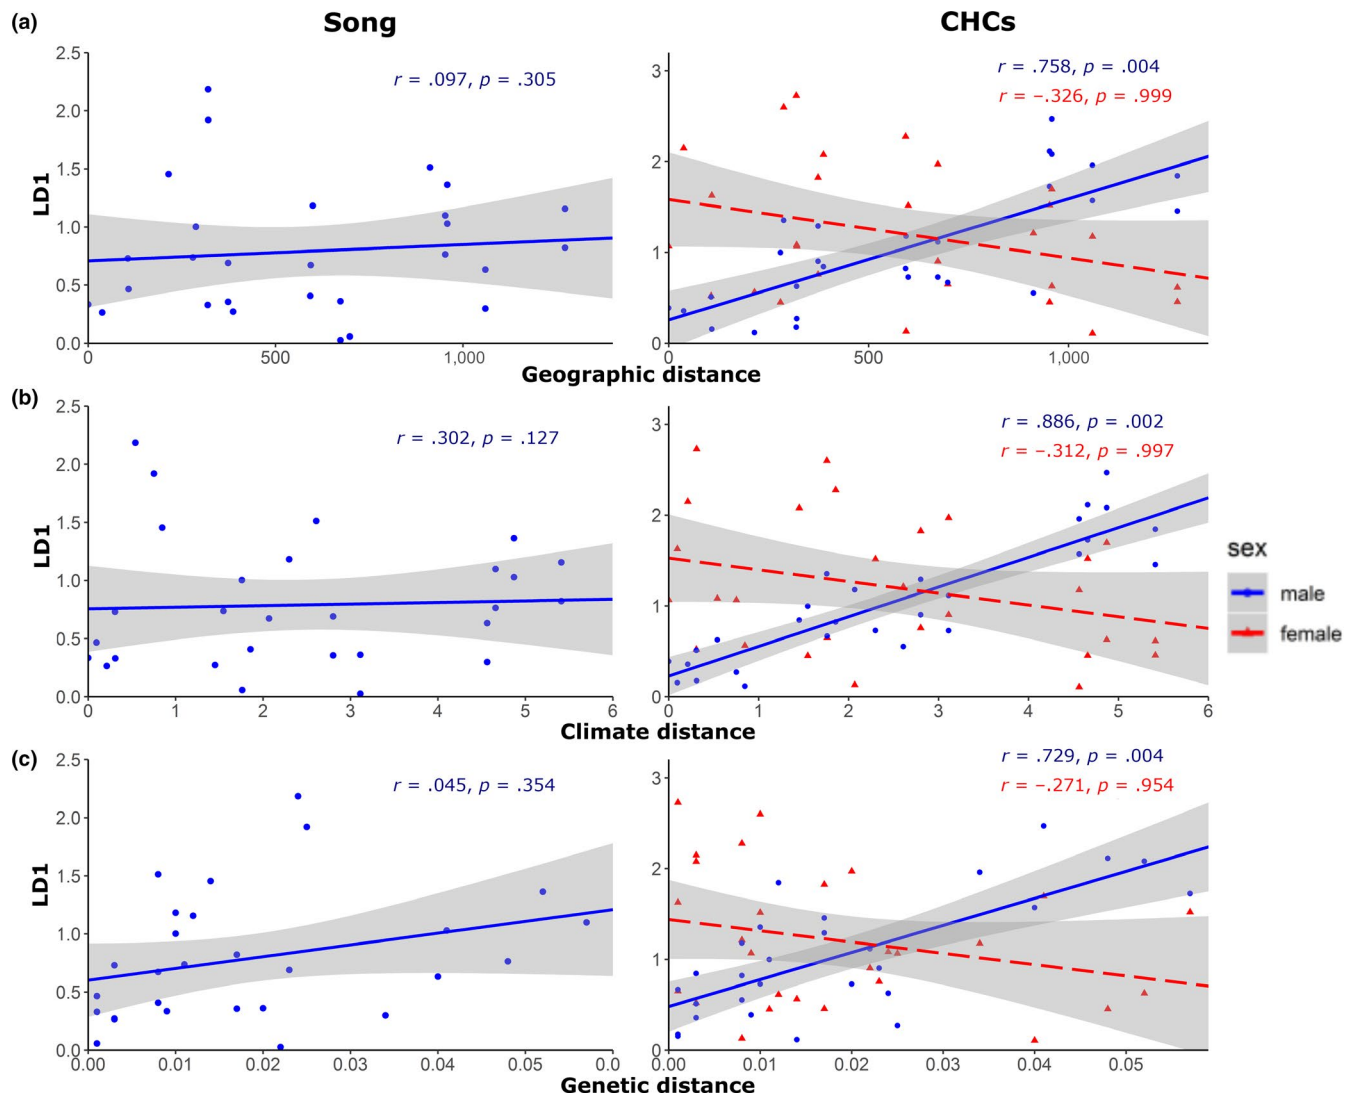 (a)
Song
CHCs
2.5
2.0
1.5
1.0
0.5
0.0
LD1
r = .097, p = .305
0
500
1,000
3
2
1
0
r = .758, p = .004
r = −.326, p = .999
0
500
1,000
Geographic distance
(b)
2.5
2.0
1.5
1.0
0.5
0.0
LD1
r = .302, p = .127
0 1 2 3 4 5 6
3
2
1
0
r = .886, p = .002
r = −.312, p = .997
0 1 2 3 4 5 6
Climate distance
sex
male
female
(c)
2.5
2.0
1.5
1.0
0.5
0.0
LD1
r = .045, p = .354
0.00 0.01 0.02 0.03 0.04 0.05 0.0
3
2
1
0
r = .729, p = .004
r = −.271, p = .954
0.00 0.01 0.02 0.03 0.04 0.05
Genetic distance